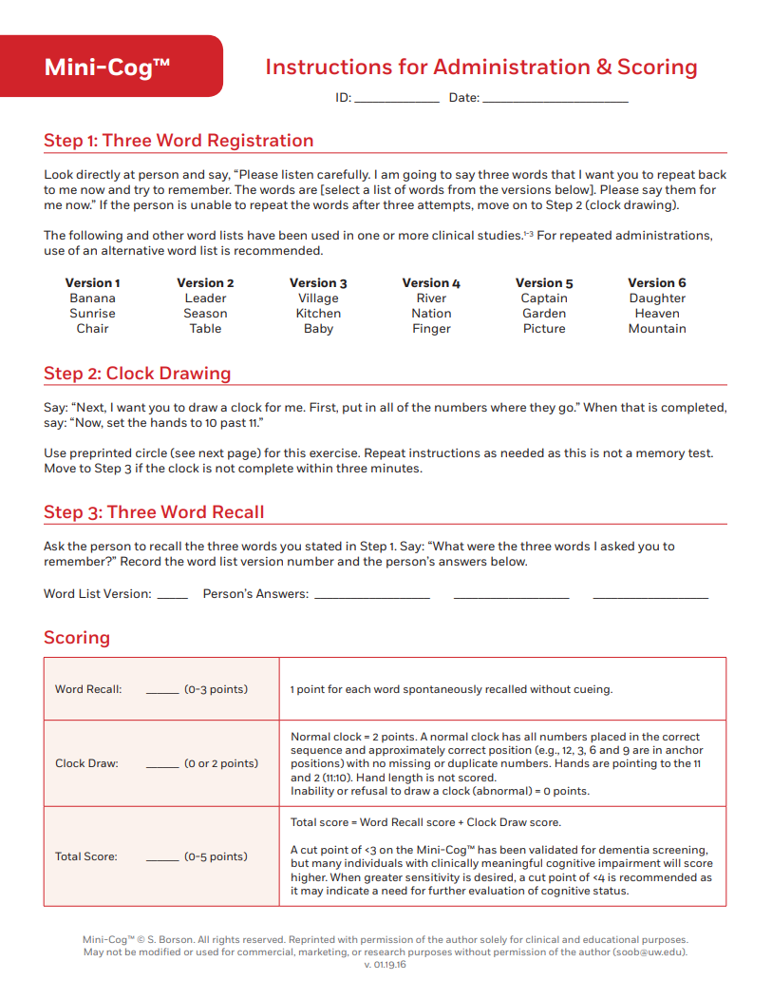 Mini-Cog™
Instructions for Administration & Scoring
ID: ______________ Date: ________________________
Step 1: Three Word Registration
Look directly at person and say, “Please listen carefully. I am going to say three words that I want you to repeat back
to me now and try to remember. The words are [select a list of words from the versions below]. Please say them for
me now.” If the person is unable to repeat the words after three attempts, move on to Step 2 (clock drawing).
The following and other word lists have been used in one or more clinical studies.¹⁻³ For repeated administrations,
use of an alternative word list is recommended.
Version 1 Version 2 Version 3 Version 4 Version 5 Version 6
Banana Leader Village River Captain Daughter
Sunrise Season Kitchen Nation Garden Heaven
Chair Table Baby Finger Picture Mountain
Step 2: Clock Drawing
Say: “Next, I want you to draw a clock for me. First, put in all of the numbers where they go.” When that is completed,
say: “Now, set the hands to 10 past 11.”
Use preprinted circle (see next page) for this exercise. Repeat instructions as needed as this is not a memory test.
Move to Step 3 if the clock is not complete within three minutes.
Step 3: Three Word Recall
Ask the person to recall the three words you stated in Step 1. Say: “What were the three words I asked you to
remember?” Record the word list version number and the person’s answers below.
Word List Version: _____ Person’s Answers: ___________________ ___________________ ___________________
Scoring
Word Recall: ______ (0-3 points)
1 point for each word spontaneously recalled without cueing.
Clock Draw: ______ (0 or 2 points)
Normal clock = 2 points. A normal clock has all numbers placed in the correct
sequence and approximately correct position (e.g., 12, 3, 6 and 9 are in anchor
positions) with no missing or duplicate numbers. Hands are pointing to the 11
and 2 (11:10). Hand length is not scored.
Inability or refusal to draw a clock (abnormal) = 0 points.
Total Score: ______ (0-5 points)
Total score = Word Recall score + Clock Draw score.
A cut point of <3 on the Mini-Cog™ has been validated for dementia screening,
but many individuals with clinically meaningful cognitive impairment will score
higher. When greater sensitivity is desired, a cut point of <4 is recommended as
it may indicate a need for further evaluation of cognitive status.
Mini-Cog™ © S. Borson. All rights reserved. Reprinted with permission of the author solely for clinical and educational purposes.
May not be modified or used for commercial, marketing, or research purposes without permission of the author (soob@uw.edu).
v. 01.19.16